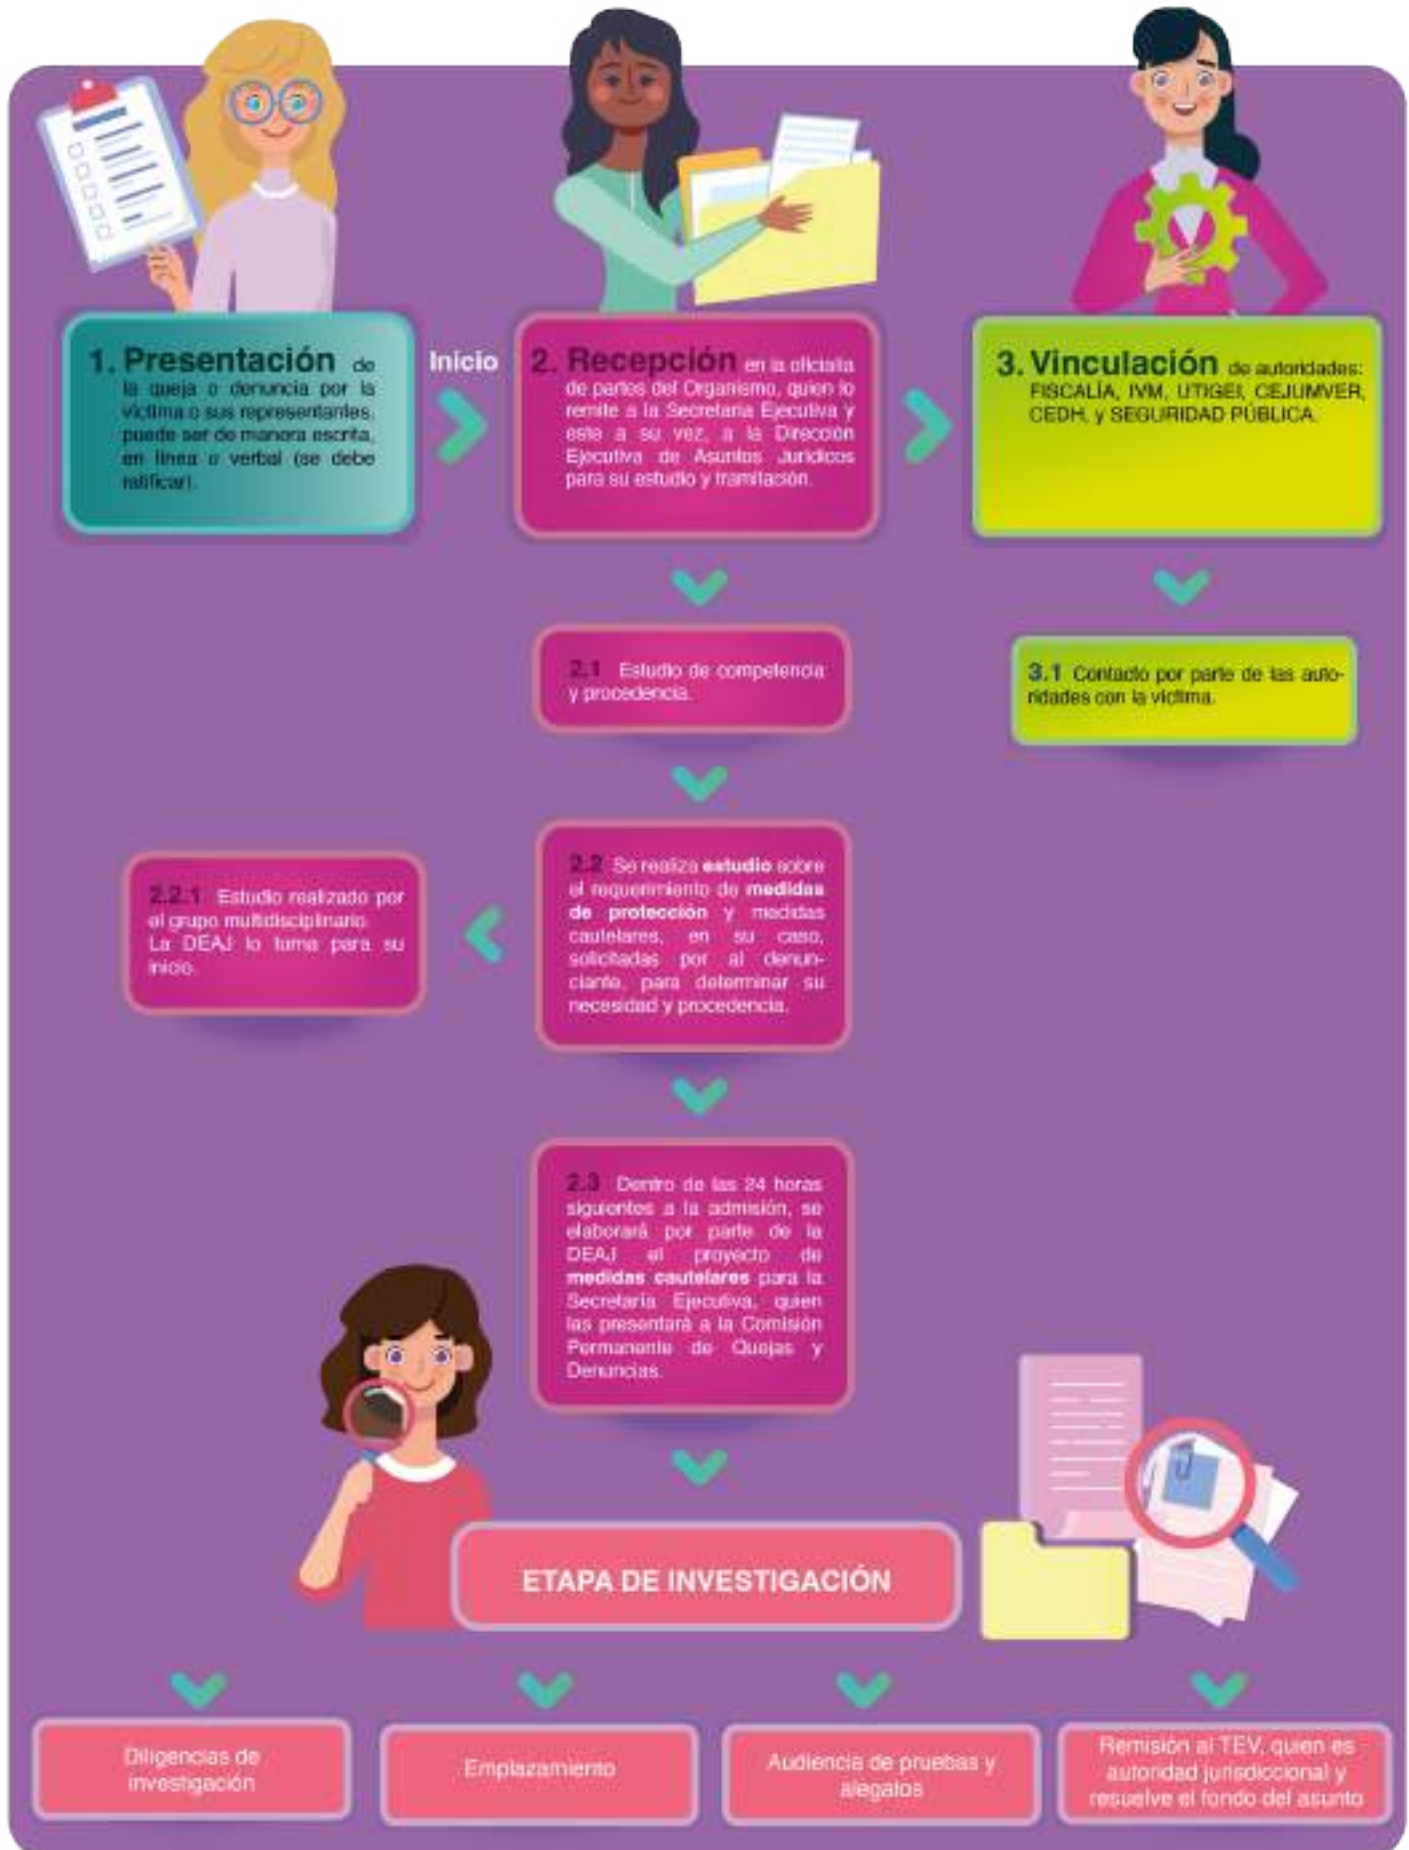 1. Presentación de
la queja o denuncia por la
víctima o sus representantes,
puede ser de manera escrita,
en línea o verbal (se debe
ratificar).
Inicio
2. Recepción en la oficialía
de partes del Organismo, quien lo
remite a la Secretaría Ejecutiva y
este a su vez, a la Dirección
Ejecutiva de Asuntos Jurídicos
para su estudio y tramitación.
3. Vinculación de autoridades:
FISCALÍA, IVM, UTIGEI, CEJUMVER,
CEDH, y SEGURIDAD PÚBLICA.
2.1 Estudio de competencia
y procedencia.
3.1 Contacto por parte de las auto-
ridades con la víctima.
2.2 Se realiza estudio sobre
el requerimiento de medidas
de protección y medidas
cautelares, en su caso,
solicitadas por al denun-
ciante, para determinar su
necesidad y procedencia.
2.2.1 Estudio realizado por
el grupo multidisciplinario.
La DEAJ lo turna para su
inicio.
2.3 Dentro de las 24 horas
siguientes a la admisión, se
elaborará por parte de la
DEAJ el proyecto de
medidas cautelares para la
Secretaría Ejecutiva, quien
las presentará a la Comisión
Permanente de Quejas y
Denuncias.
ETAPA DE INVESTIGACIÓN
Diligencias de
investigación
Emplazamiento
Audiencia de pruebas y
alegatos
Remisión al TEV, quien es
autoridad jurisdiccional y
resuelve el fondo del asunto